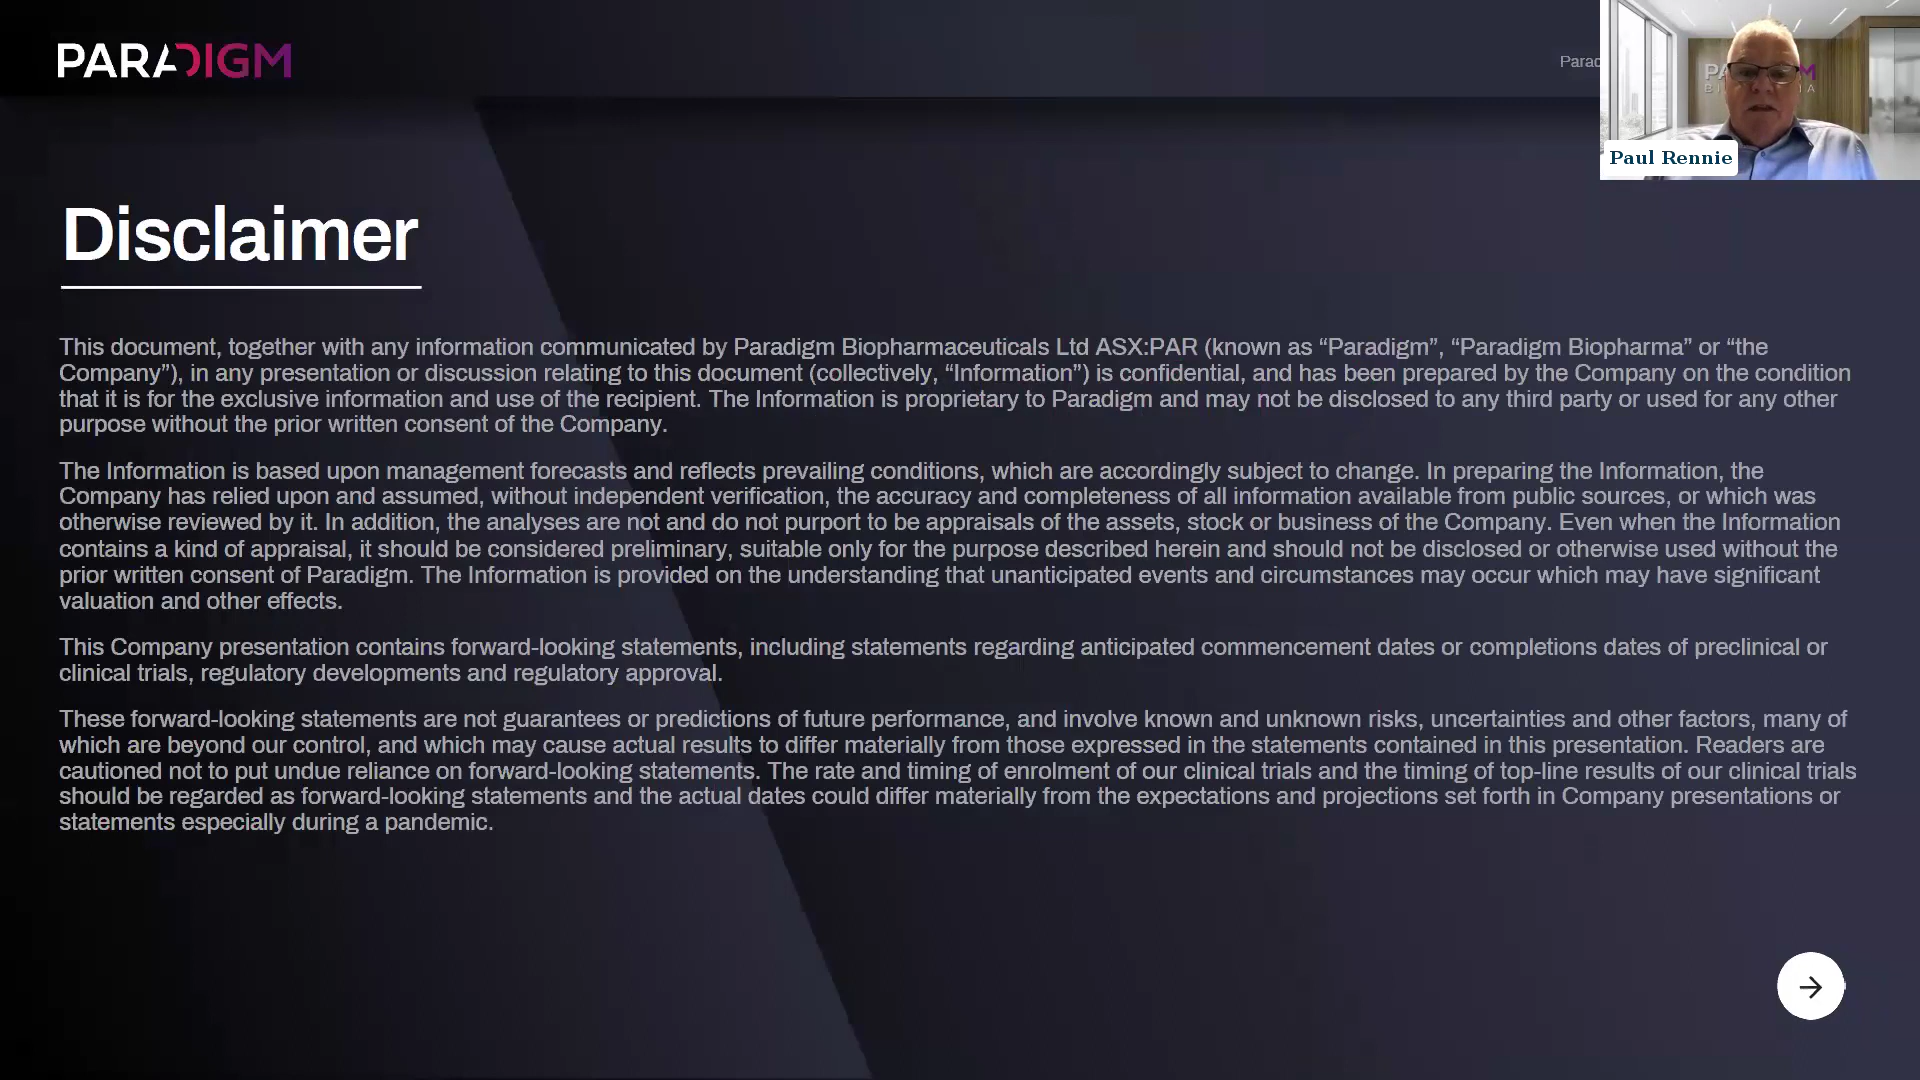 PARADIGM
Parad
Paul Rennie
Disclaimer
This document, together with any information communicated by Paradigm Biopharmaceuticals Ltd ASX:PAR (known as “Paradigm”, “Paradigm Biopharma” or “the
Company”), in any presentation or discussion relating to this document (collectively, “Information”) is confidential, and has been prepared by the Company on the condition
that it is for the exclusive information and use of the recipient. The Information is proprietary to Paradigm and may not be disclosed to any third party or used for any other
purpose without the prior written consent of the Company.
The Information is based upon management forecasts and reflects prevailing conditions, which are accordingly subject to change. In preparing the Information, the
Company has relied upon and assumed, without independent verification, the accuracy and completeness of all information available from public sources, or which was
otherwise reviewed by it. In addition, the analyses are not and do not purport to be appraisals of the assets, stock or business of the Company. Even when the Information
contains a kind of appraisal, it should be considered preliminary, suitable only for the purpose described herein and should not be disclosed or otherwise used without the
prior written consent of Paradigm. The Information is provided on the understanding that unanticipated events and circumstances may occur which may have significant
valuation and other effects.
This Company presentation contains forward-looking statements, including statements regarding anticipated commencement dates or completions dates of preclinical or
clinical trials, regulatory developments and regulatory approval.
These forward-looking statements are not guarantees or predictions of future performance, and involve known and unknown risks, uncertainties and other factors, many of
which are beyond our control, and which may cause actual results to differ materially from those expressed in the statements contained in this presentation. Readers are
cautioned not to put undue reliance on forward-looking statements. The rate and timing of enrolment of our clinical trials and the timing of top-line results of our clinical trials
should be regarded as forward-looking statements and the actual dates could differ materially from the expectations and projections set forth in Company presentations or
statements especially during a pandemic.